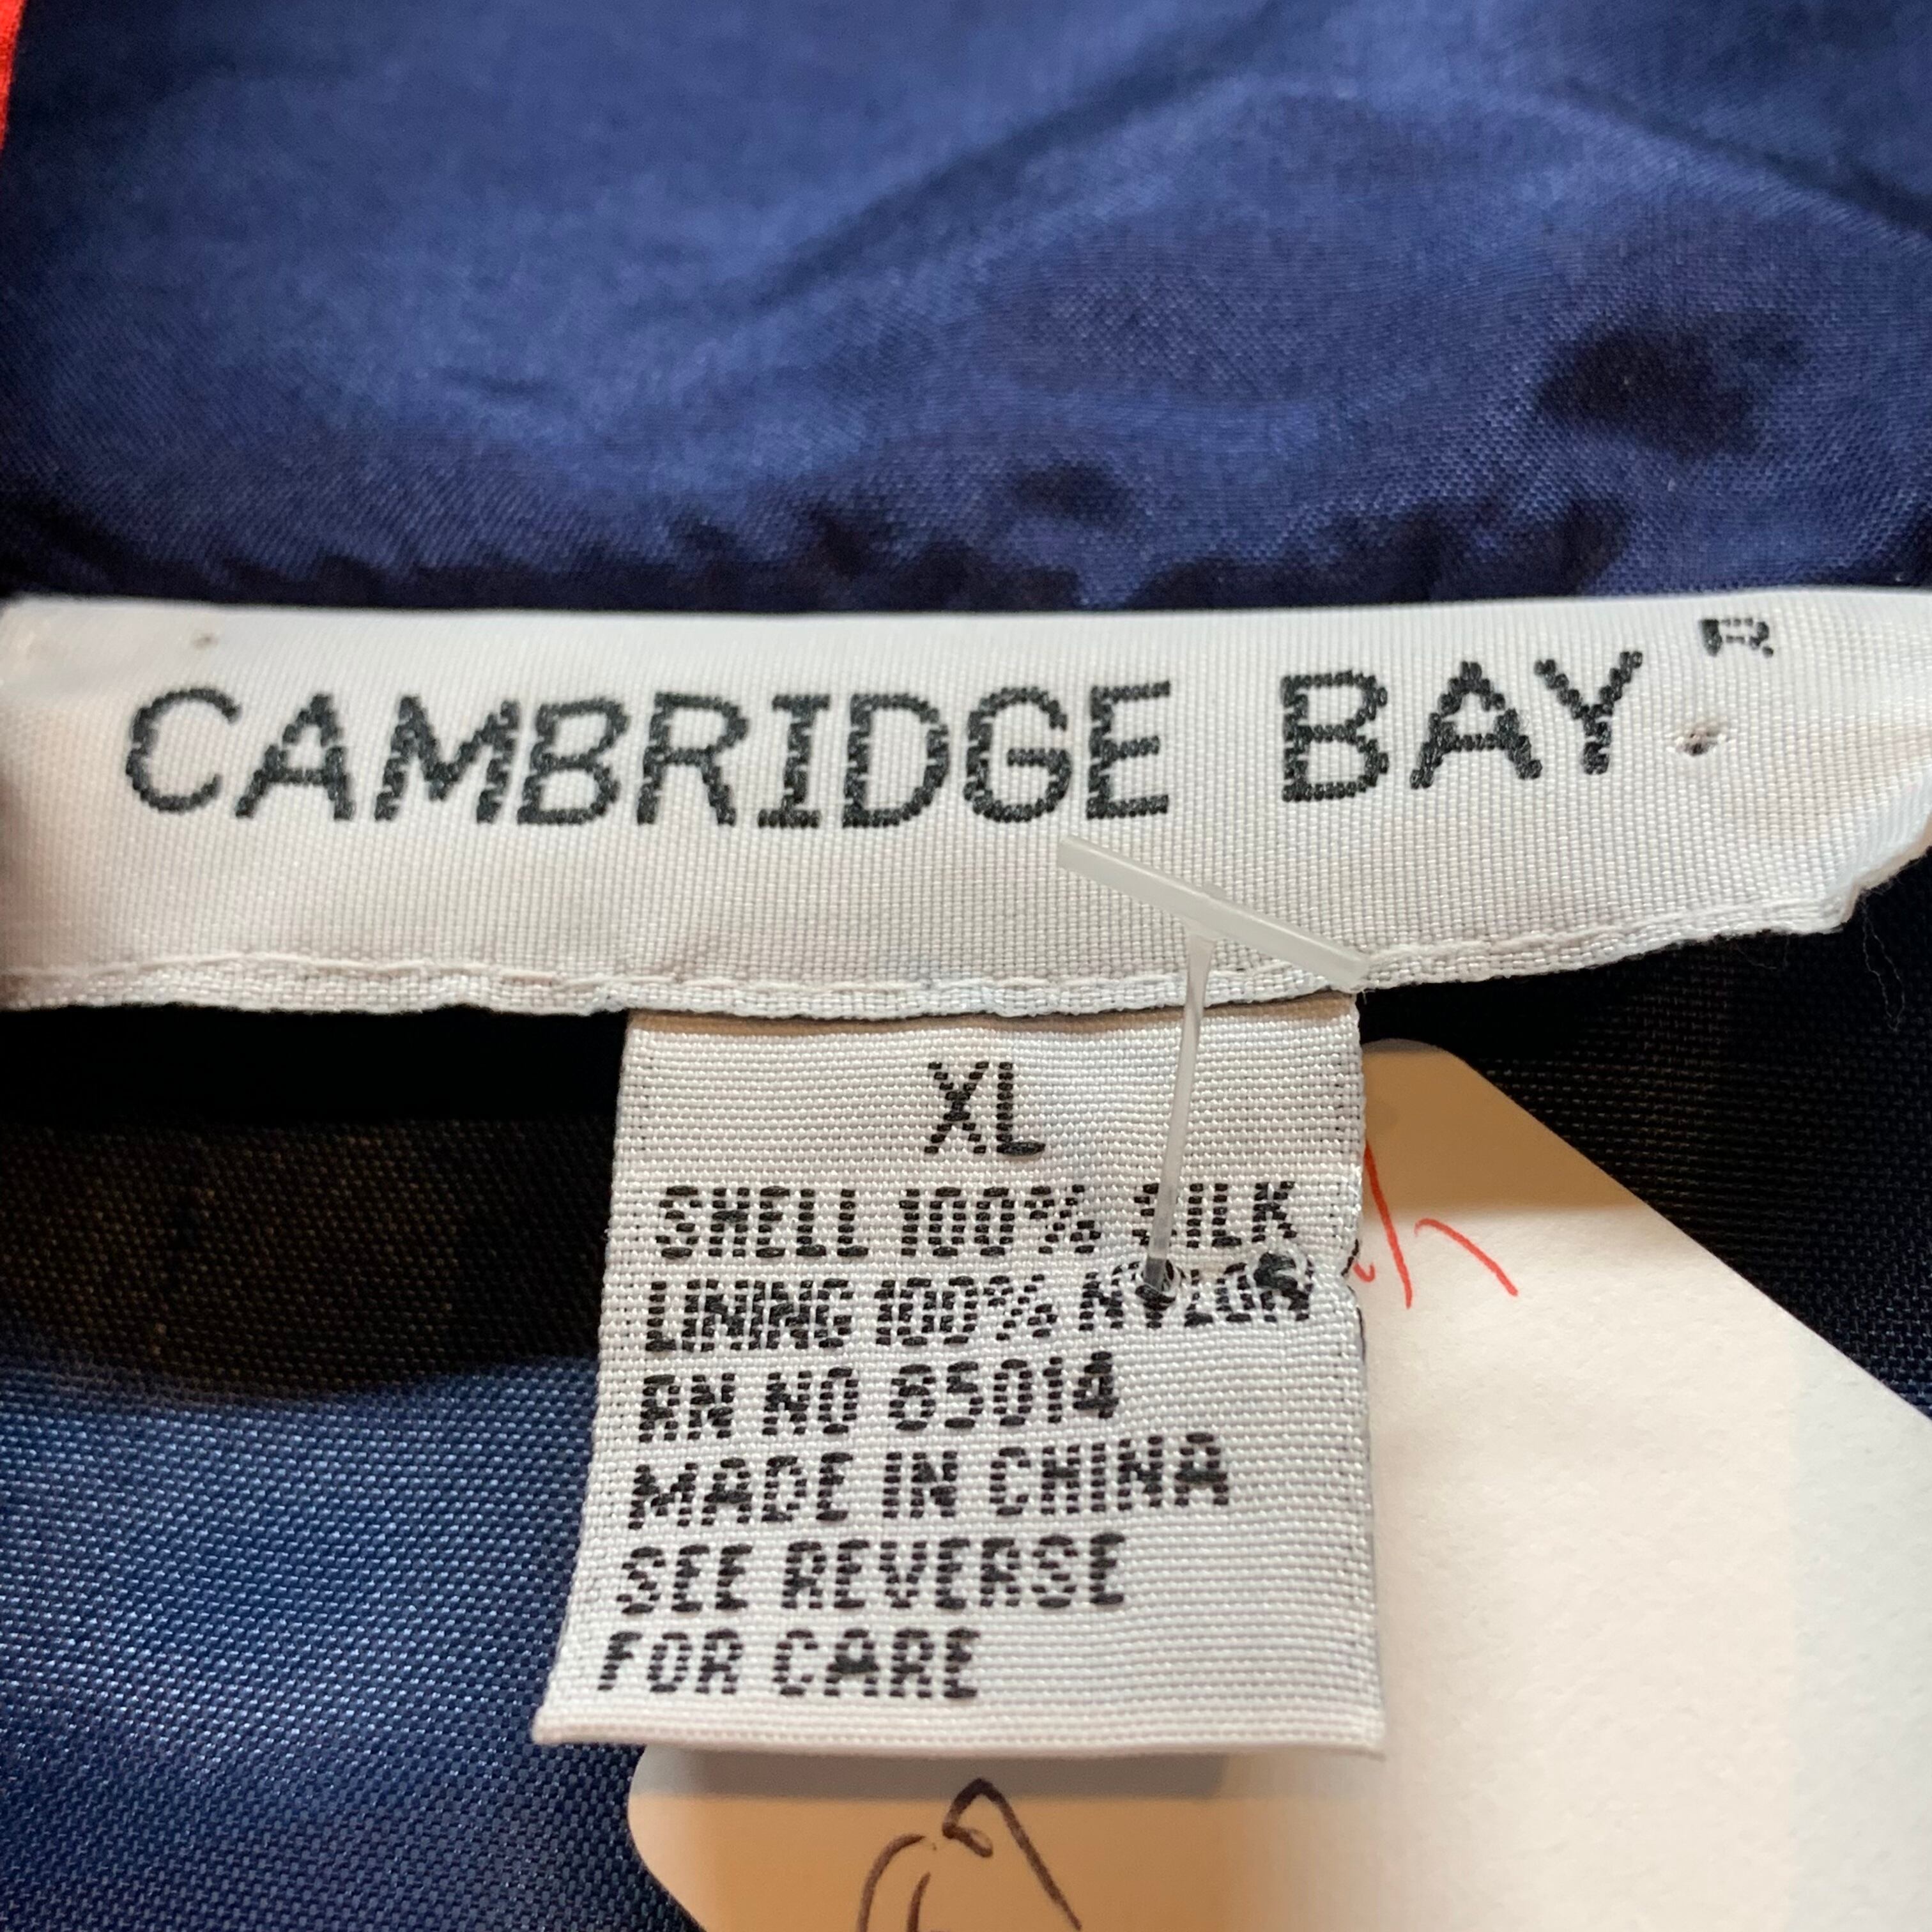 CAMBRIDGE BAY R
XL
SHELL 100% SILK
LINING 100% NYLON
RN NO 65014
MADE IN CHINA
SEE REVERSE
FOR CARE